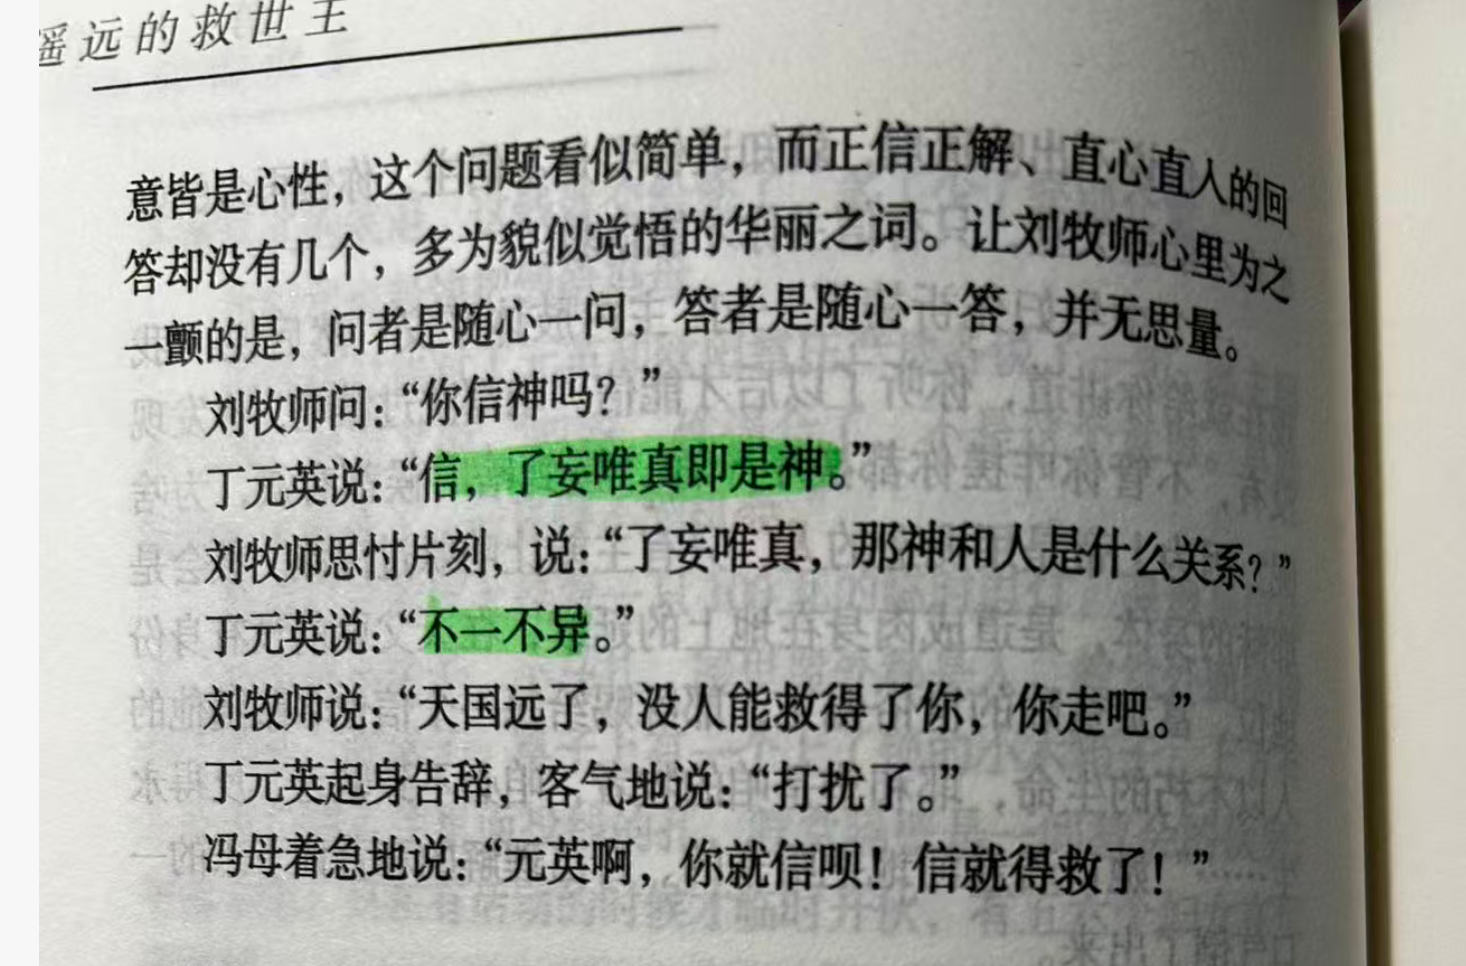 遥远的救世主
意皆是心性，这个问题看似简单，而正信正解、直心直人的回
答却没有几个，多为貌似觉悟的华丽之词。让刘牧师心里为之
一颤的是，问者是随心一问，答者是随心一答，并无思量。
刘牧师问：“你信神吗？”
丁元英说：“信，了妄唯真即是神。”
刘牧师思忖片刻，说：“了妄唯真，那神和人是什么关系？”
丁元英说：“不一不异。”
刘牧师说：“天国远了，没人能救得了你，你走吧。”
丁元英起身告辞，客气地说：“打扰了。”
冯母着急地说：“元英啊，你就信呗！信就得救了！”